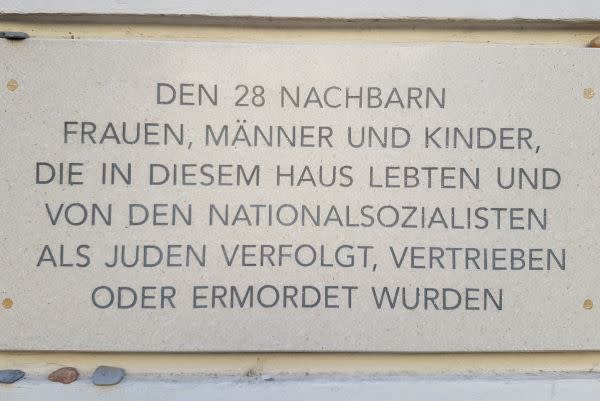 DEN 28 NACHBARN
FRAUEN, MÄNNER UND KINDER,
DIE IN DIESEM HAUS LEBTEN UND
VON DEN NATIONALSOZIALISTEN
ALS JUDEN VERFOLGT, VERTRIEBEN
ODER ERMORDET WURDEN